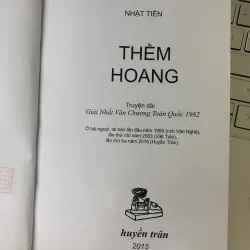 NHẬT TIẾN
THỀM
HOANG
Truyện dài
Giải Nhất Văn Chương Toàn Quốc 1962
Ở hải ngoại: tái bản lần đầu năm 1989 (nxb Văn Nghệ),
lần thứ nhì năm 2003 (Việt Tiên),
lần thứ ba năm 2015 (Huyền Trân).
huyền trân
2015